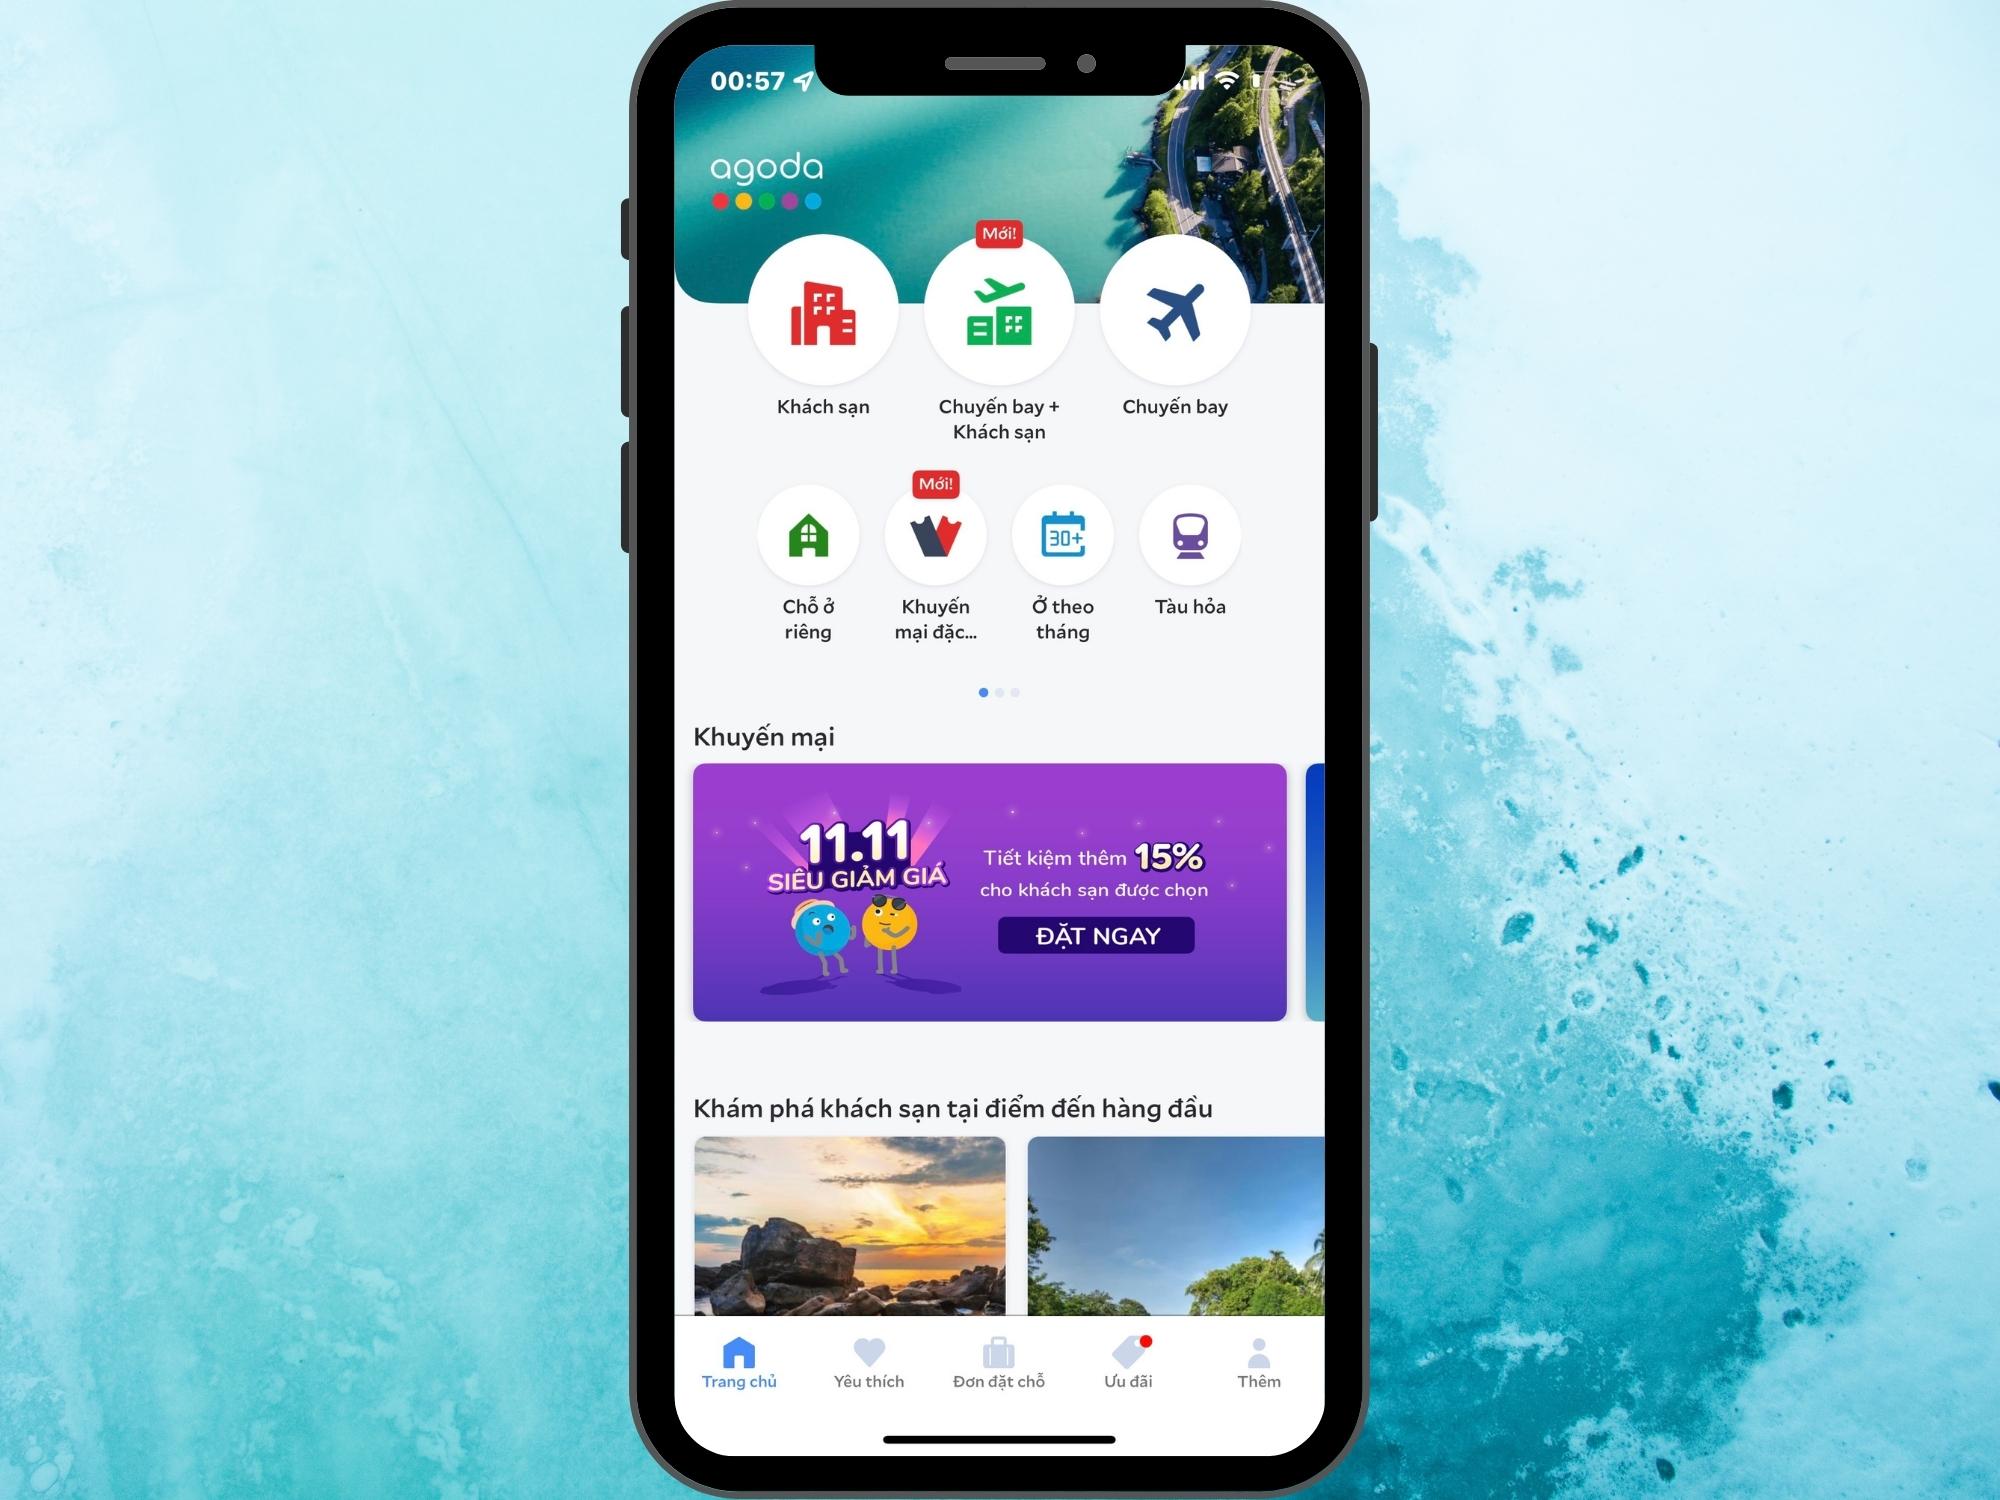 00:57
agoda
Mới!
Khách sạn
Chuyến bay +
Khách sạn
Chuyến bay
Mới!
30+
Chỗ ở
riêng
Khuyến
mại đặc...
Ở theo
tháng
Tàu hỏa
Khuyến mại
11.11
SIÊU GIẢM GIÁ
Tiết kiệm thêm 15%
cho khách sạn được chọn
ĐẶT NGAY
Khám phá khách sạn tại điểm đến hàng đầu
Trang chủ
Yêu thích
Đơn đặt chỗ
Ưu đãi
Thêm